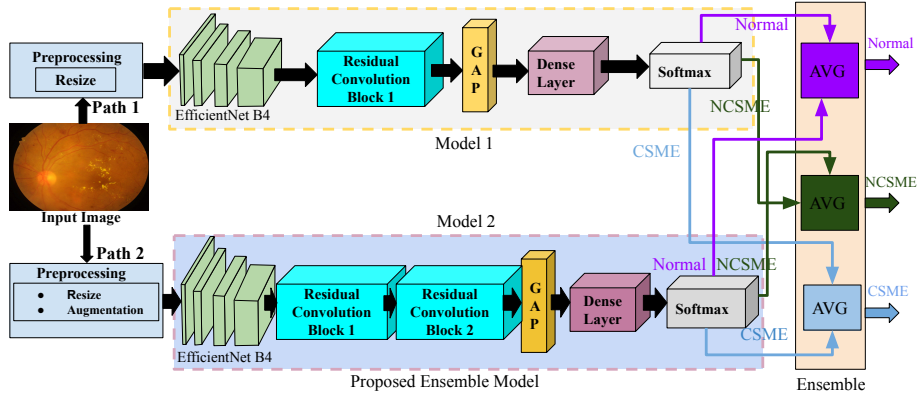 Preprocessing
Resize
Path 1
Input Image
Path 2
Preprocessing
● Resize
● Augmentation
EfficientNet B4
Residual
Convolution
Block 1
G
A
P
Dense
Layer
Softmax
Model 1
Normal
NCSME
CSME
Model 2
EfficientNet B4
Residual
Convolution
Block 1
Residual
Convolution
Block 2
G
A
P
Dense
Layer
Softmax
Normal
NCSME
CSME
Proposed Ensemble Model
AVG
Normal
AVG
NCSME
AVG
CSME
Ensemble